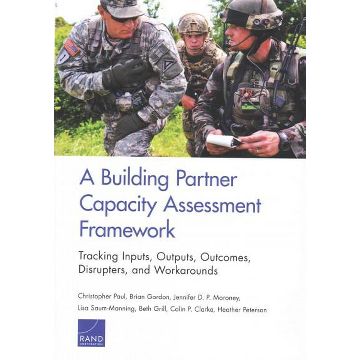 A Building Partner
Capacity Assessment
Framework
Tracking Inputs, Outputs, Outcomes,
Disrupters, and Workarounds
Christopher Paul, Brian Gordon, Jennifer D. P. Moroney,
Lisa Saum-Manning, Beth Grill, Colin P. Clarke, Heather Peterson
RAND
CORPORATION